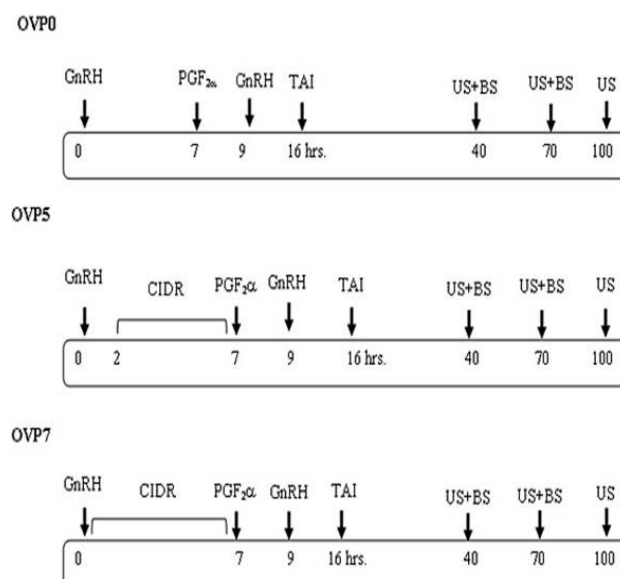 OVP0
GnRH PGF₂α GnRH TAI US+BS US+BS US
0 7 9 16 hrs. 40 70 100
OVP5
GnRH CIDR PGF₂α GnRH TAI US+BS US+BS US
0 2 7 9 16 hrs. 40 70 100
OVP7
GnRH CIDR PGF₂α GnRH TAI US+BS US+BS US
0 7 9 16 hrs. 40 70 100